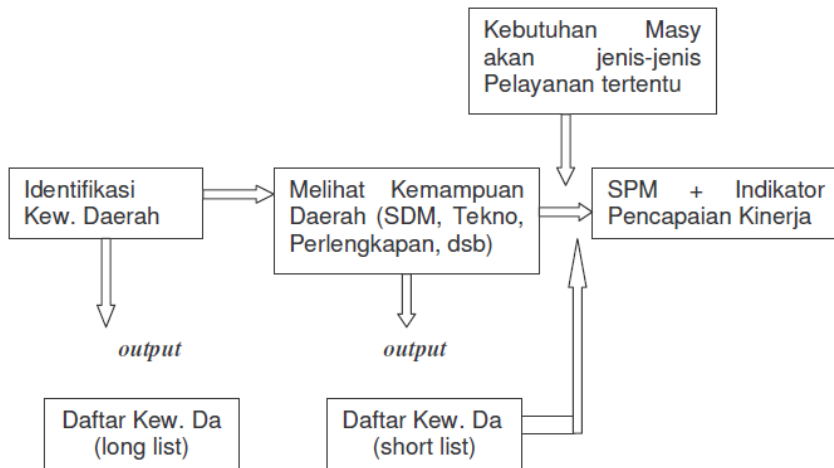 Kebutuhan Masy
akan jenis-jenis
Pelayanan tertentu
Identifikasi
Kew. Daerah
Melihat Kemampuan
Daerah (SDM, Tekno,
Perlengkapan, dsb)
SPM + Indikator
Pencapaian Kinerja
output
output
Daftar Kew. Da
(long list)
Daftar Kew. Da
(short list)